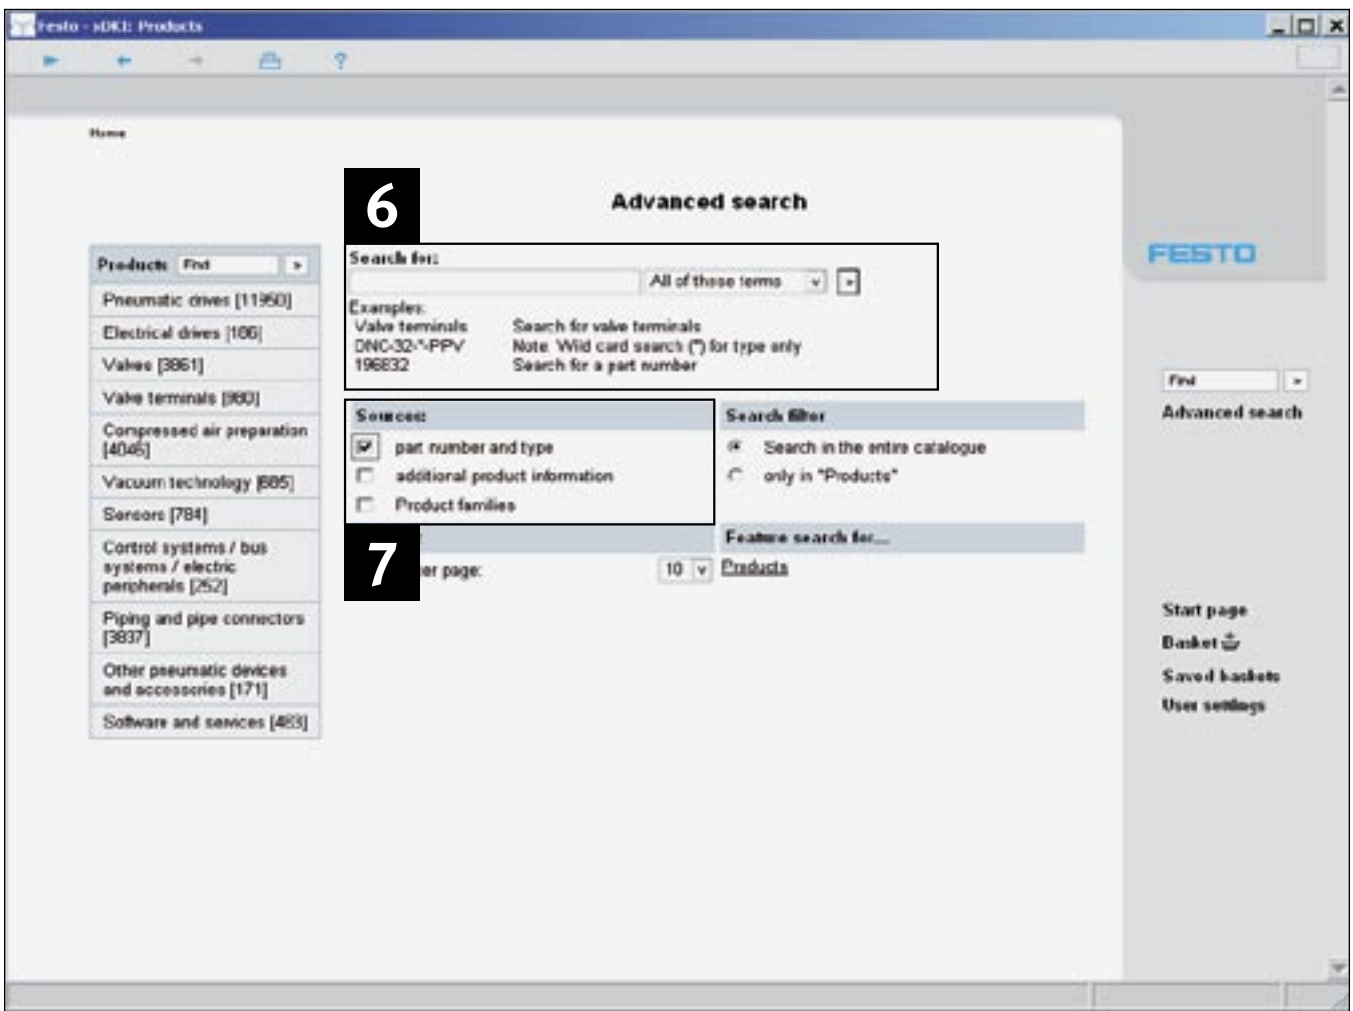 Festo - xDKI: Products
?
Home
6
Advanced search
Products Find »
Pneumatic drives [11950]
Electrical drives [186]
Valves [3861]
Valve terminals [980]
Compressed air preparation
[4046]
Vacuum technology [685]
Sensors [784]
Control systems / bus
systems / electric
peripherals [252]
Piping and pipe connectors
[3837]
Other pneumatic devices
and accessories [171]
Software and services [483]
Search for:
All of these terms »
Examples:
Valve terminals Search for valve terminals
DNC-32-*-PPV Note: Wild card search (*) for type only
196832 Search for a part number
Sources:
part number and type
additional product information
Product families
Search filter
Search in the entire catalogue
only in "Products"
7
er page: 10
Feature search for...
Products
FESTO
Find »
Advanced search
Start page
Basket
Saved baskets
User settings